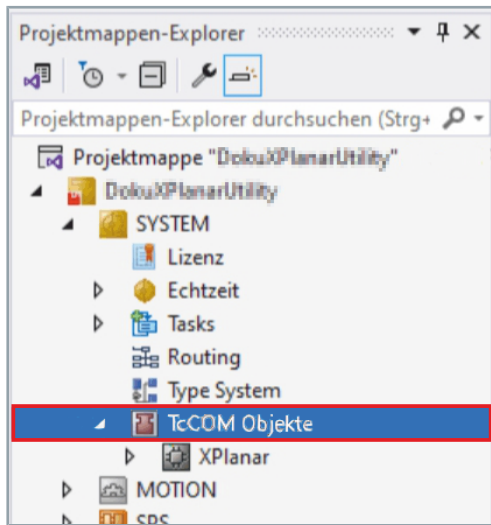 Projektmappen-Explorer
Projektmappen-Explorer durchsuchen (Strg+
Projektmappe "DokuXPlanarUtility"
DokuXPlanarUtility
SYSTEM
Lizenz
Echtzeit
Tasks
Routing
Type System
TcCOM Objekte
XPlanar
MOTION
SPS